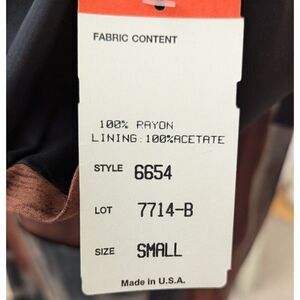 FABRIC CONTENT
100% RAYON
LINING:100%ACETATE
STYLE 6654
LOT 7714-B
SIZE SMALL
Made in U.S.A.